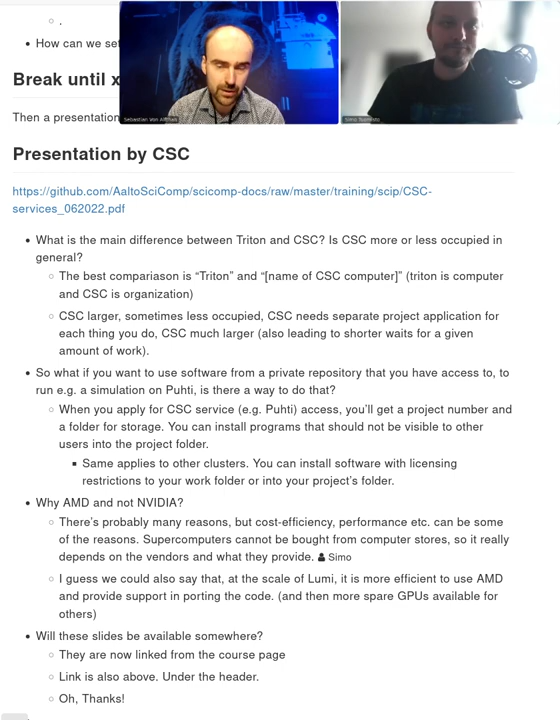 .
How can we set
Break until x
Then a presentation
Sebastian Von Alfthan
Presentation by CSC
https://github.com/AaltoSciComp/scicomp-docs/raw/master/training/scip/CSC-
services_062022.pdf
What is the main difference between Triton and CSC? Is CSC more or less occupied in
general?
The best compariason is “Triton” and “[name of CSC computer]” (triton is computer
and CSC is organization)
CSC larger, sometimes less occupied, CSC needs separate project application for
each thing you do, CSC much larger (also leading to shorter waits for a given
amount of work).
So what if you want to use software from a private repository that you have access to, to
run e.g. a simulation on Puhti, is there a way to do that?
When you apply for CSC service (e.g. Puhti) access, you’ll get a project number and
a folder for storage. You can install programs that should not be visible to other
users into the project folder.
Same applies to other clusters. You can install software with licensing
restrictions to your work folder or into your project’s folder.
Why AMD and not NVIDIA?
There’s probably many reasons, but cost-efficiency, performance etc. can be some
of the reasons. Supercomputers cannot be bought from computer stores, so it really
depends on the vendors and what they provide. Simo
I guess we could also say that, at the scale of Lumi, it is more efficient to use AMD
and provide support in porting the code. (and then more spare GPUs available for
others)
Will these slides be available somewhere?
They are now linked from the course page
Link is also above. Under the header.
Oh, Thanks!